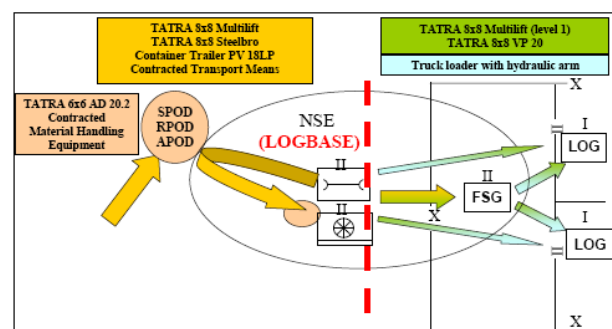 TATRA 8x8 Multilift
TATRA 8x8 Steelbro
Container Trailer PV 18LP
Contracted Transport Means
TATRA 8x8 Multilift (level 1)
TATRA 8x8 VP 20
Truck loader with hydraulic arm
TATRA 6x6 AD 20.2
Contracted
Material Handling
Equipment
SPOD
RPOD
APOD
NSE
(LOGBASE)
X
II
I
LOG
II
II
FSG
II
X
I
LOG
II
X